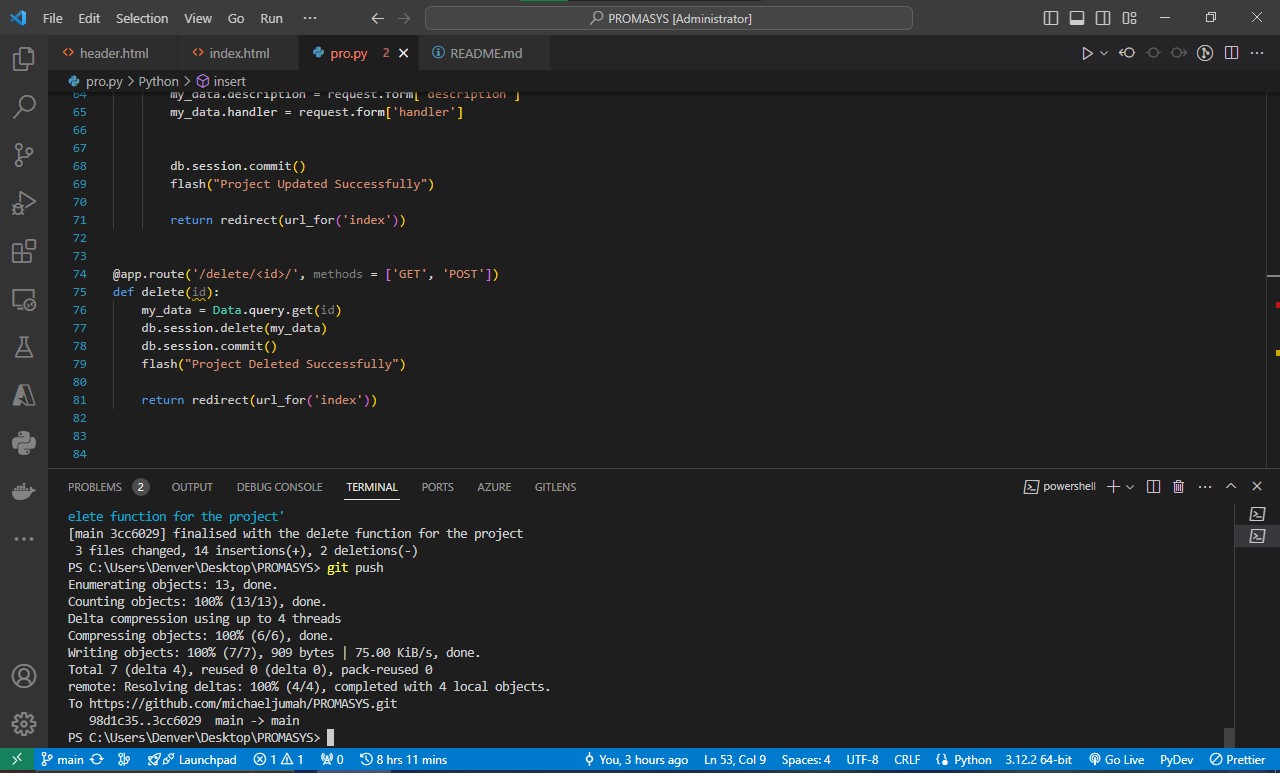 File Edit Selection View Go Run ··· PROMASYS [Administrator]
header.html index.html pro.py 2 README.md
pro.py > Python > insert
64 my_data.description = request.form['description']
65 my_data.handler = request.form['handler']
66
67
68 db.session.commit()
69 flash("Project Updated Successfully")
70
71 return redirect(url_for('index'))
72
73
74 @app.route('/delete/<id>/', methods = ['GET', 'POST'])
75 def delete(id):
76 my_data = Data.query.get(id)
77 db.session.delete(my_data)
78 db.session.commit()
79 flash("Project Deleted Successfully")
80
81 return redirect(url_for('index'))
82
83
84
PROBLEMS 2 OUTPUT DEBUG CONSOLE TERMINAL PORTS AZURE GITLENS powershell
elete function for the project'
[main 3cc6029] finalised with the delete function for the project
3 files changed, 14 insertions(+), 2 deletions(-)
PS C:\Users\Denver\Desktop\PROMASYS> git push
Enumerating objects: 13, done.
Counting objects: 100% (13/13), done.
Delta compression using up to 4 threads
Compressing objects: 100% (6/6), done.
Writing objects: 100% (7/7), 909 bytes | 75.00 KiB/s, done.
Total 7 (delta 4), reused 0 (delta 0), pack-reused 0
remote: Resolving deltas: 100% (4/4), completed with 4 local objects.
To https://github.com/michaeljumah/PROMASYS.git
98d1c35..3cc6029 main -> main
PS C:\Users\Denver\Desktop\PROMASYS>
main Launchpad 1 1 0 8 hrs 11 mins You, 3 hours ago Ln 53, Col 9 Spaces: 4 UTF-8 CRLF Python 3.12.2 64-bit Go Live PyDev Prettier